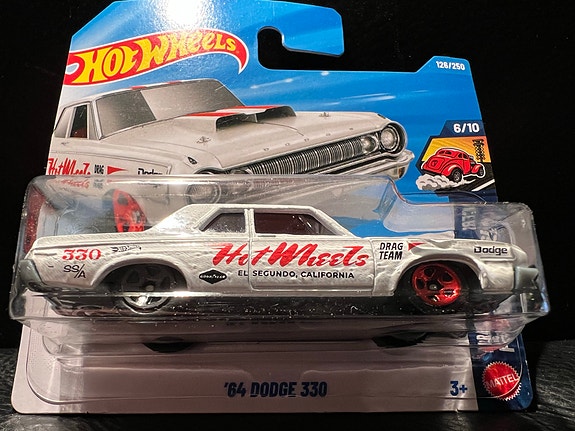 Hot Wheels
126/250
6/10
HotWheels
DRAG
Dodge
330
SS/A
HotWheels
EL SEGUNDO, CALIFORNIA
GOODYEAR
DRAG
TEAM
Dodge
'64 DODGE 330
3+
MATTEL